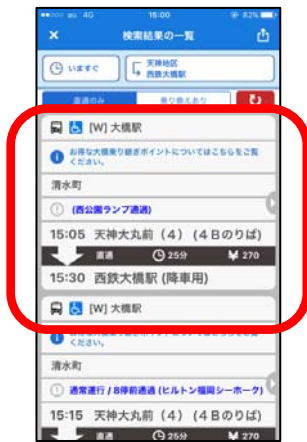 au 4G 15:00 82%
× 検索結果の一覧
いますぐ
天神地区
西鉄大橋駅
直通のみ 乗り換えあり
[W] 大橋駅
お得な大橋乗り継ぎポイントについてはこちらをご覧
ください。
清水町
(西公園ランプ通過)
15:05 天神大丸前（4）(４Ｂのりば)
直通 25分 ¥ 270
15:30 西鉄大橋駅 (降車用)
[W] 大橋駅
お得な大橋乗り継ぎポイントについてはこちらをご覧
ください。
清水町
通常運行 / 8停前通過 (ヒルトン福岡シーホーク)
15:15 天神大丸前（4）(４Ｂのりば)
直通 25分 ¥ 270